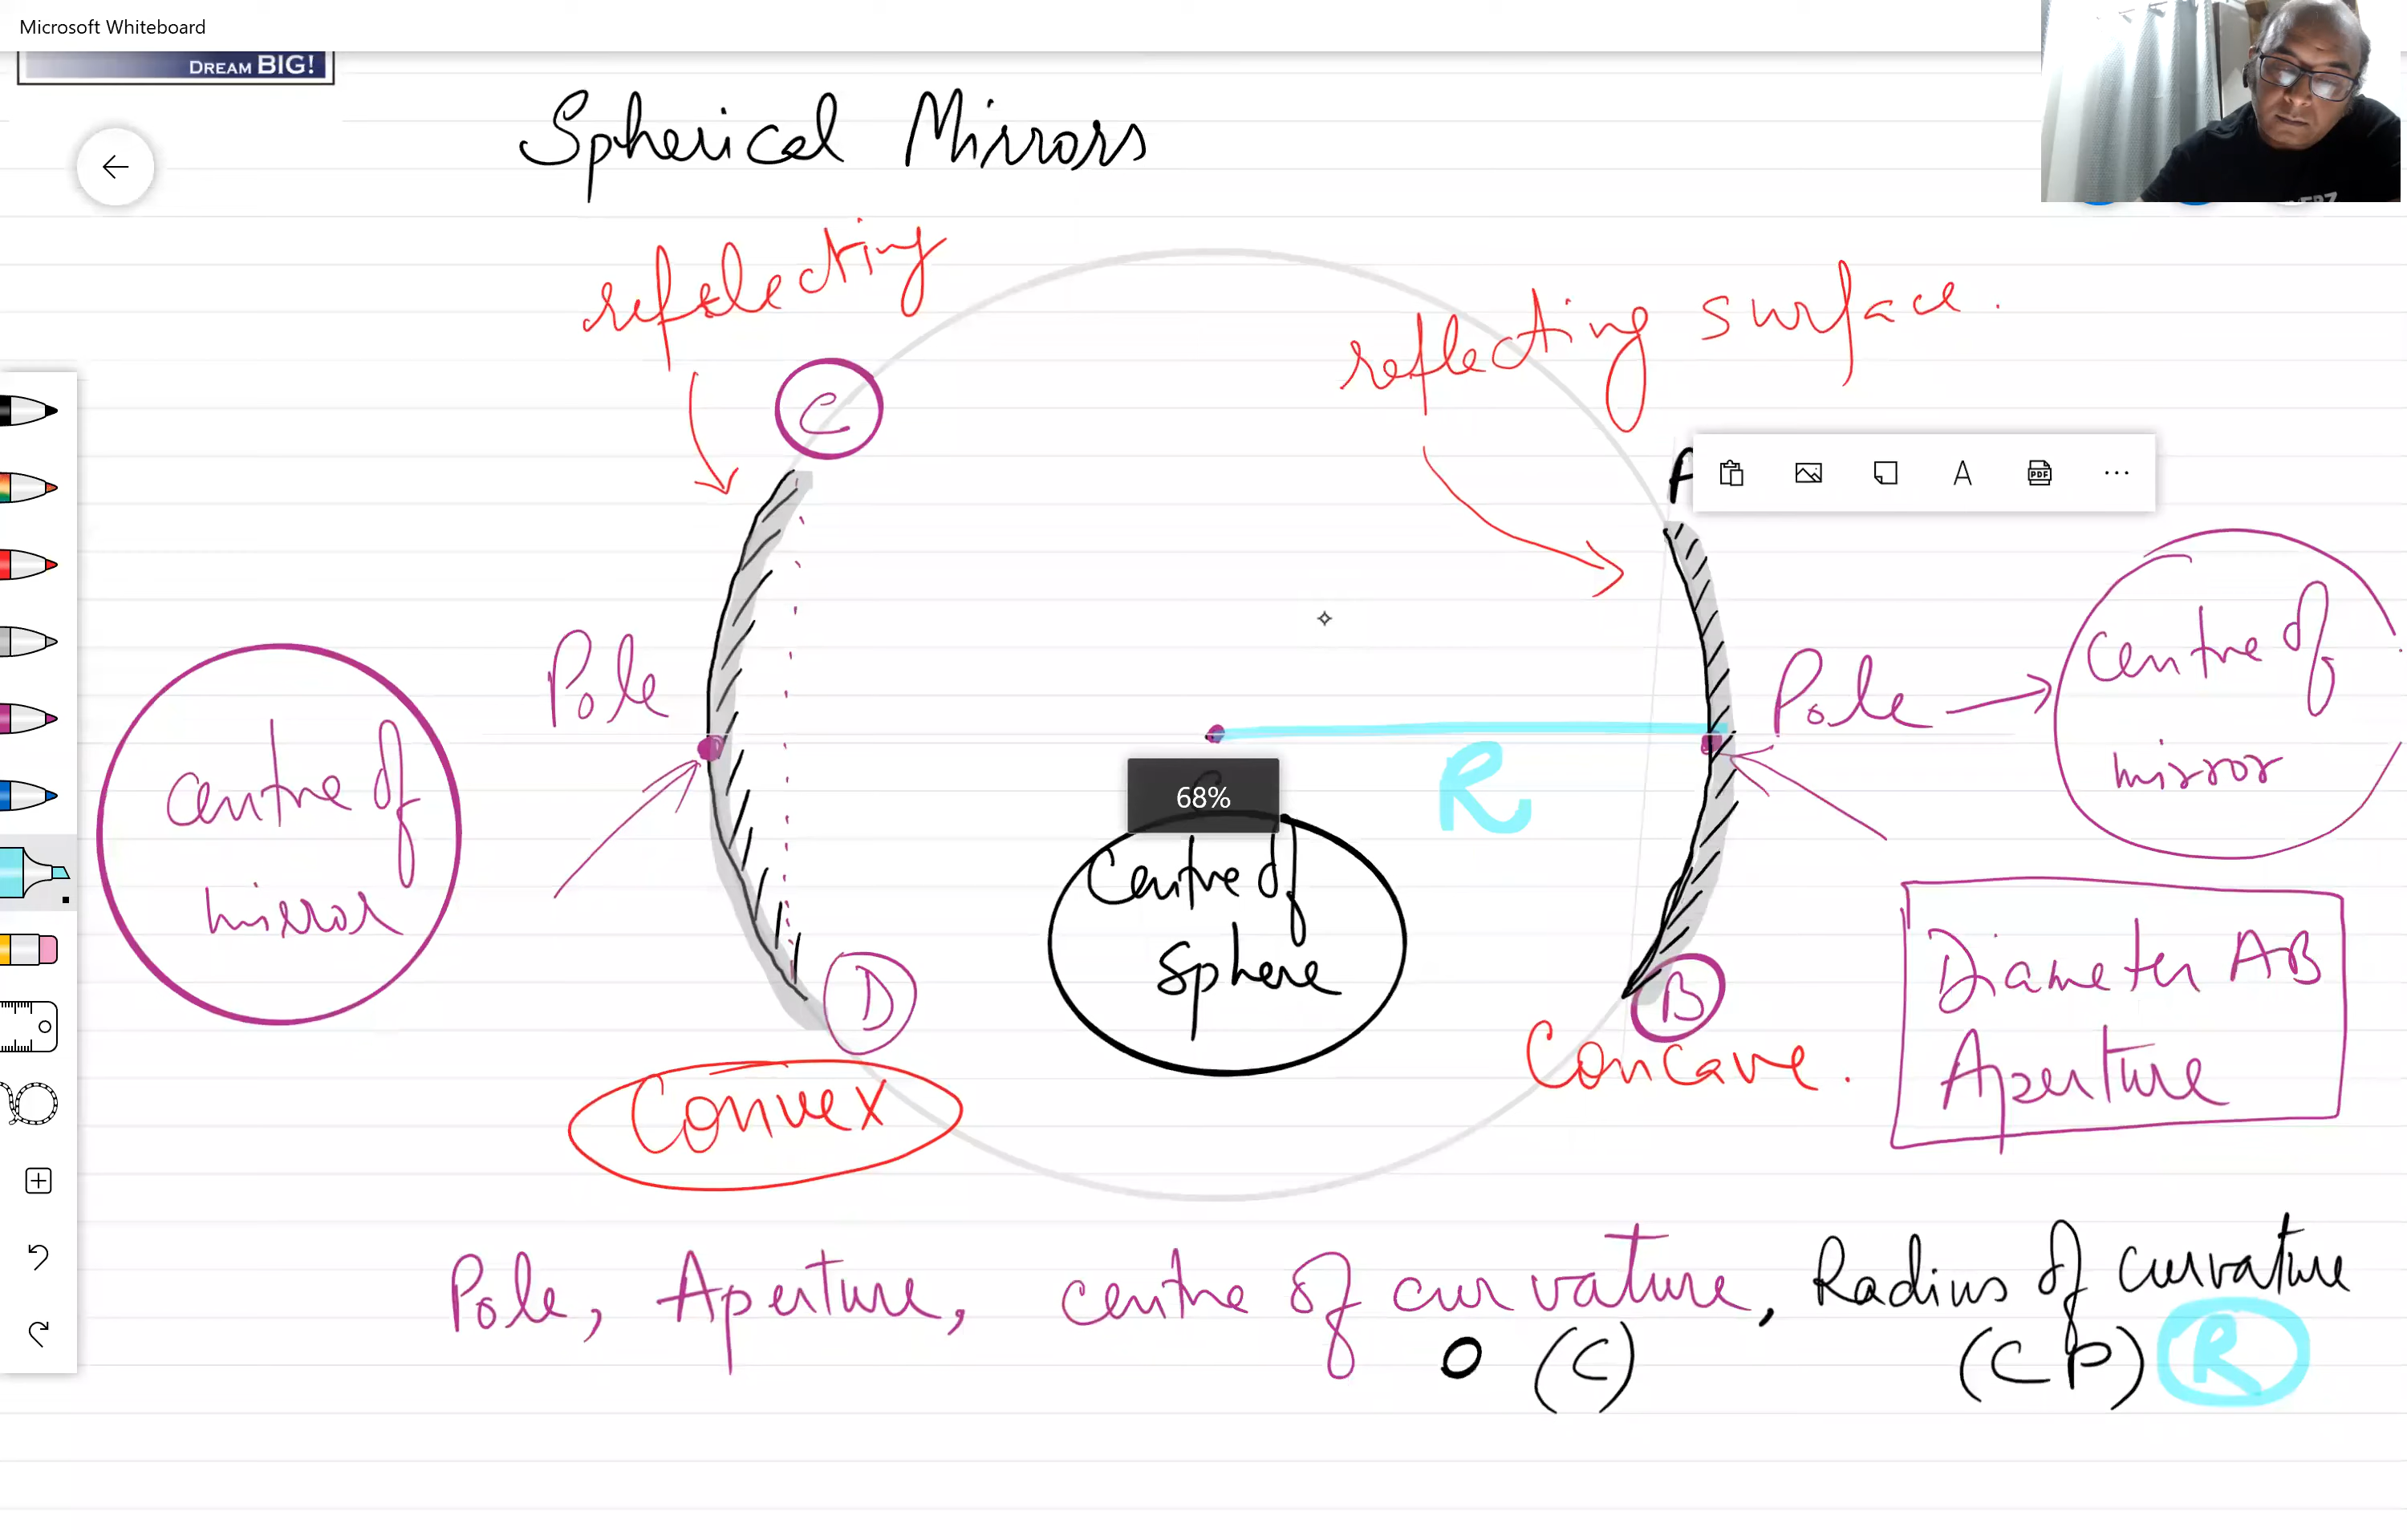 Microsoft Whiteboard
DREAM BIG!
Spherical Mirrors
reflecting
reflecting surface.
C
A
Pole
Pole →
centre of
mirror
centre of
mirror
68%
R
Centre of
Sphere
D
B
Convex
Concave.
Diameter AB
Aperture
Pole, Aperture, centre of curvature, Radius of curvature
O (C) (CP) R